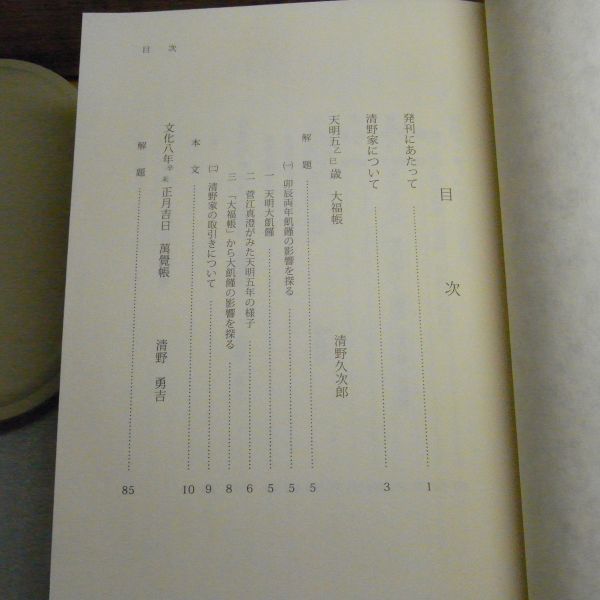 目次
目次
発刊にあたって……1
清野家について……3
天明五乙巳歳 大福帳 清野久次郎
解題……5
㈠ 卯辰両年飢饉の影響を探る……5
一 天明大飢饉……5
二 菅江真澄がみた天明五年の様子……6
三 「大福帳」から大飢饉の影響を探る……8
㈡ 清野家の取引きについて……9
本文……10
文化八年辛未正月吉日 萬覺帳 清野勇吉
解題……85